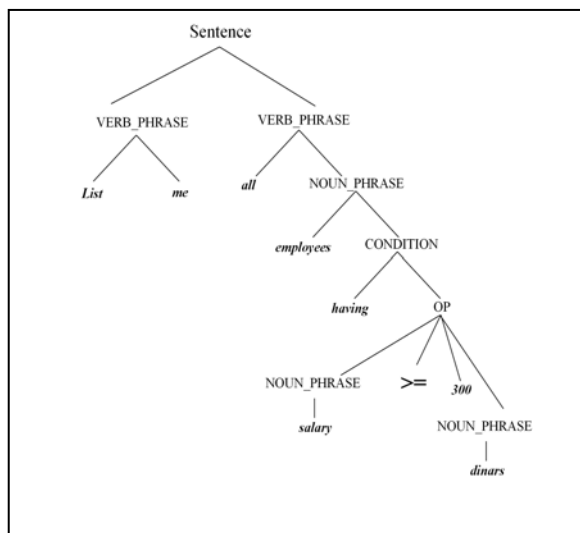 Sentence
VERB_PHRASE VERB_PHRASE
List me all NOUN_PHRASE
employees CONDITION
having OP
NOUN_PHRASE >= 300
salary NOUN_PHRASE
dinars